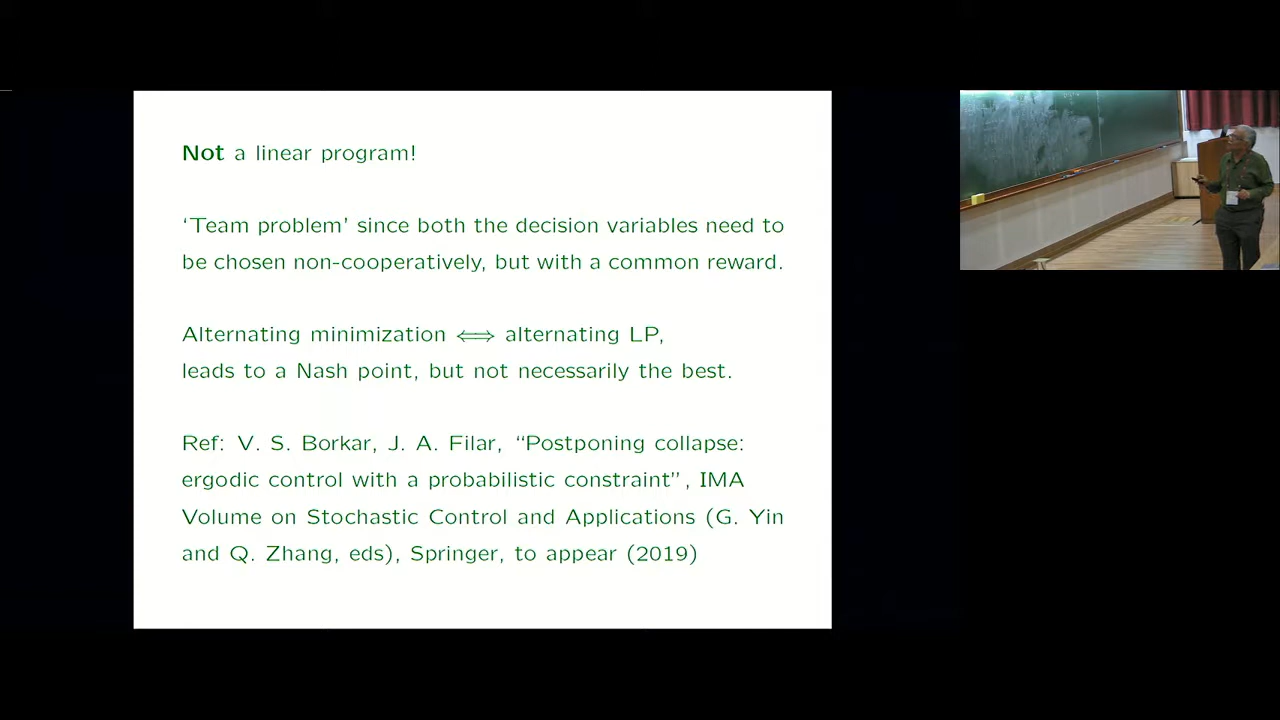 Not a linear program!
‘Team problem’ since both the decision variables need to
be chosen non-cooperatively, but with a common reward.
Alternating minimization ⟺ alternating LP,
leads to a Nash point, but not necessarily the best.
Ref: V. S. Borkar, J. A. Filar, “Postponing collapse:
ergodic control with a probabilistic constraint”, IMA
Volume on Stochastic Control and Applications (G. Yin
and Q. Zhang, eds), Springer, to appear (2019)